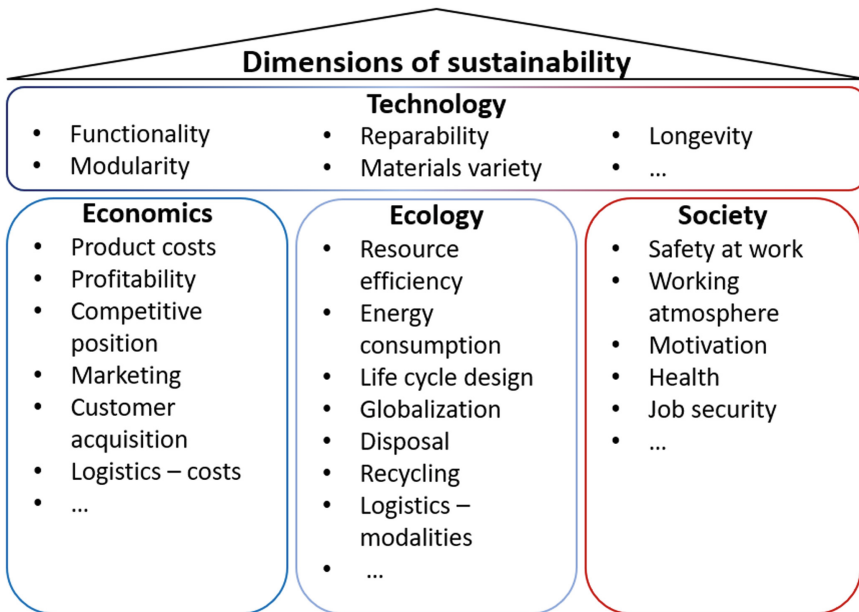 Dimensions of sustainability
Technology
• Functionality
• Modularity
• Reparability
• Materials variety
• Longevity
• ...
Economics
• Product costs
• Profitability
• Competitive
position
• Marketing
• Customer
acquisition
• Logistics – costs
• ...
Ecology
• Resource
efficiency
• Energy
consumption
• Life cycle design
• Globalization
• Disposal
• Recycling
• Logistics –
modalities
• ...
Society
• Safety at work
• Working
atmosphere
• Motivation
• Health
• Job security
• ...